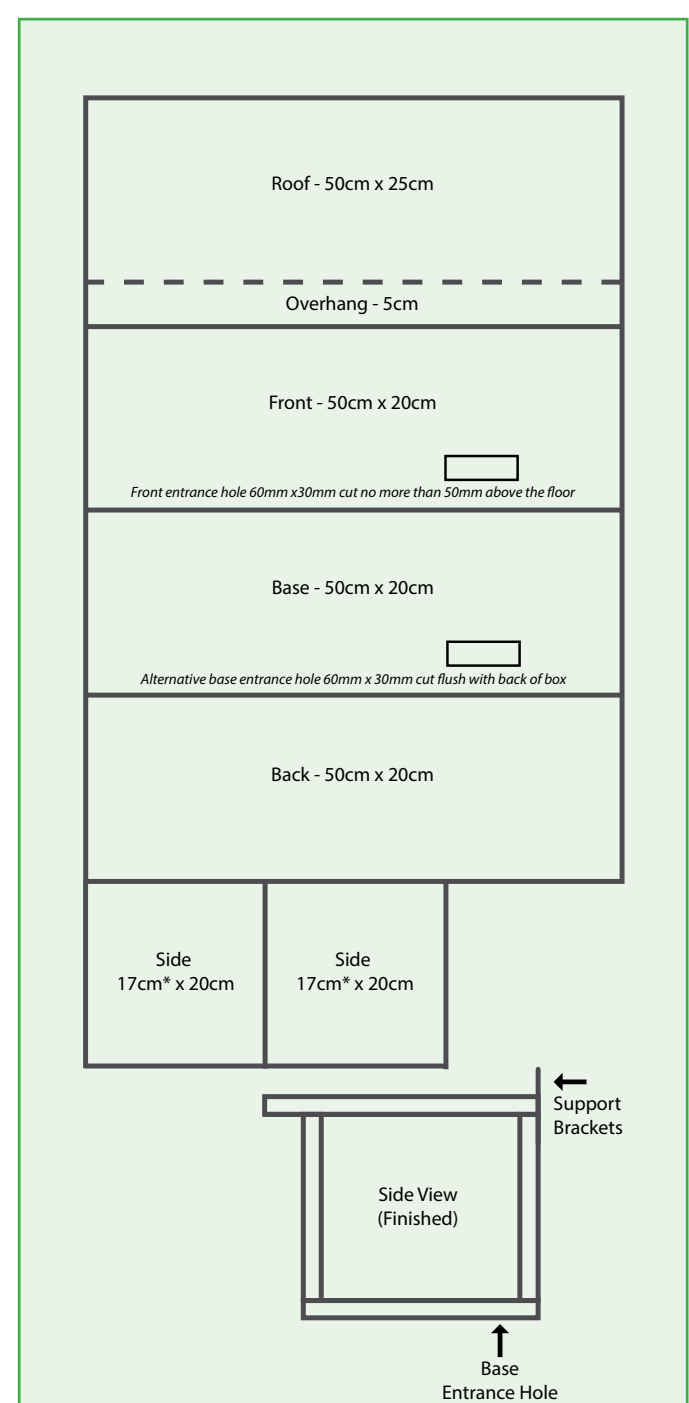 Roof - 50cm x 25cm
Overhang - 5cm
Front - 50cm x 20cm
Front entrance hole 60mm x30mm cut no more than 50mm above the floor
Base - 50cm x 20cm
Alternative base entrance hole 60mm x 30mm cut flush with back of box
Back - 50cm x 20cm
Side
17cm* x 20cm
Side
17cm* x 20cm
Support
Brackets
Side View
(Finished)
Base
Entrance Hole